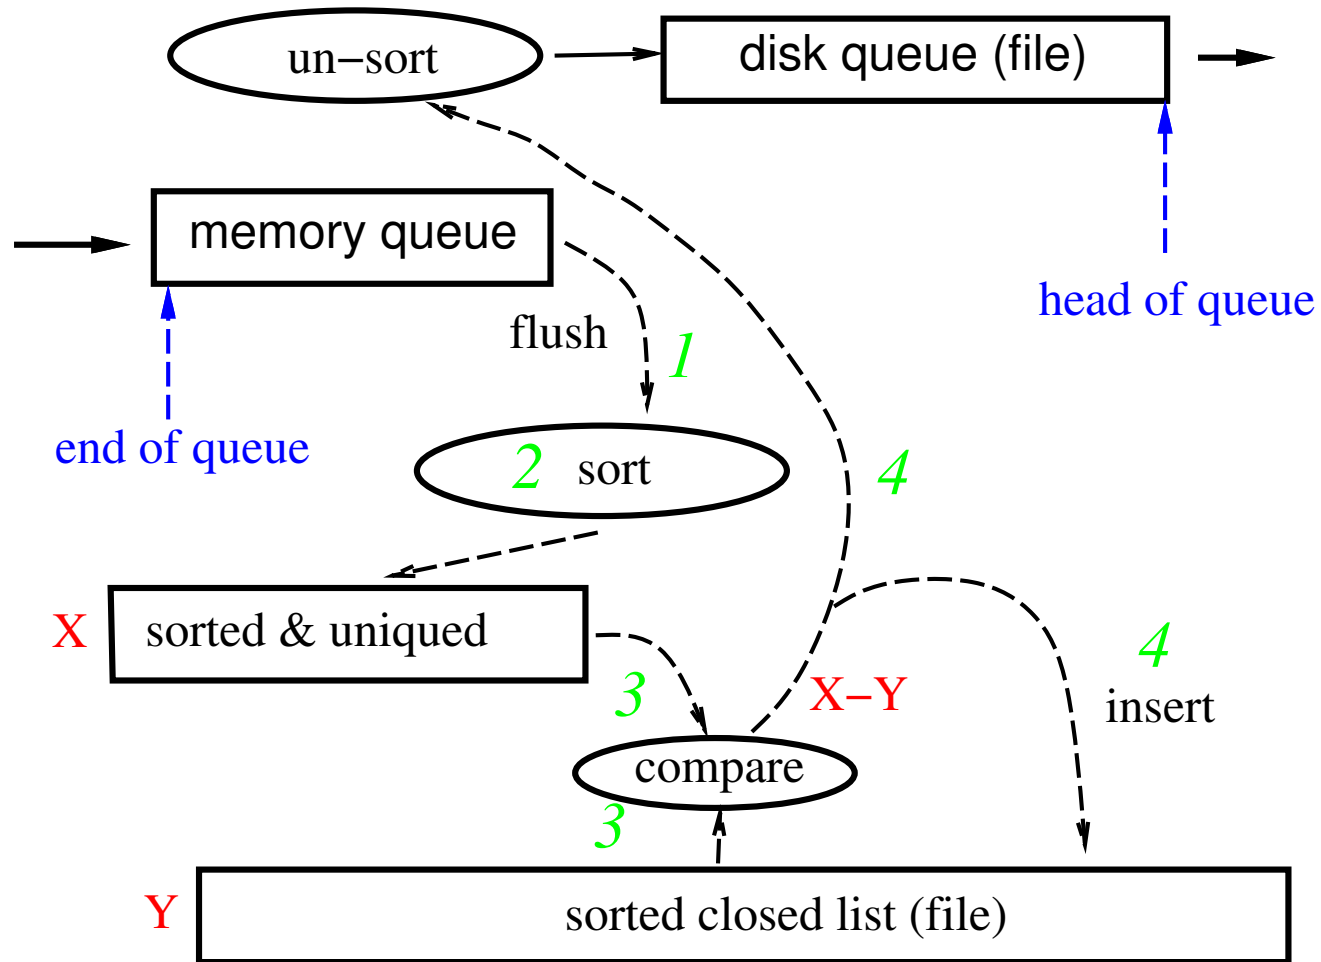 un−sort
disk queue (file)
memory queue
head of queue
flush
1
end of queue
2 sort
4
X
sorted & uniqued
3
X−Y
4
insert
compare
3
Y
sorted closed list (file)